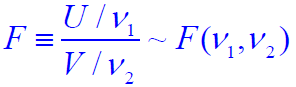 F ≡ (U / ν₁) / (V / ν₂) ~ F(ν₁, ν₂)